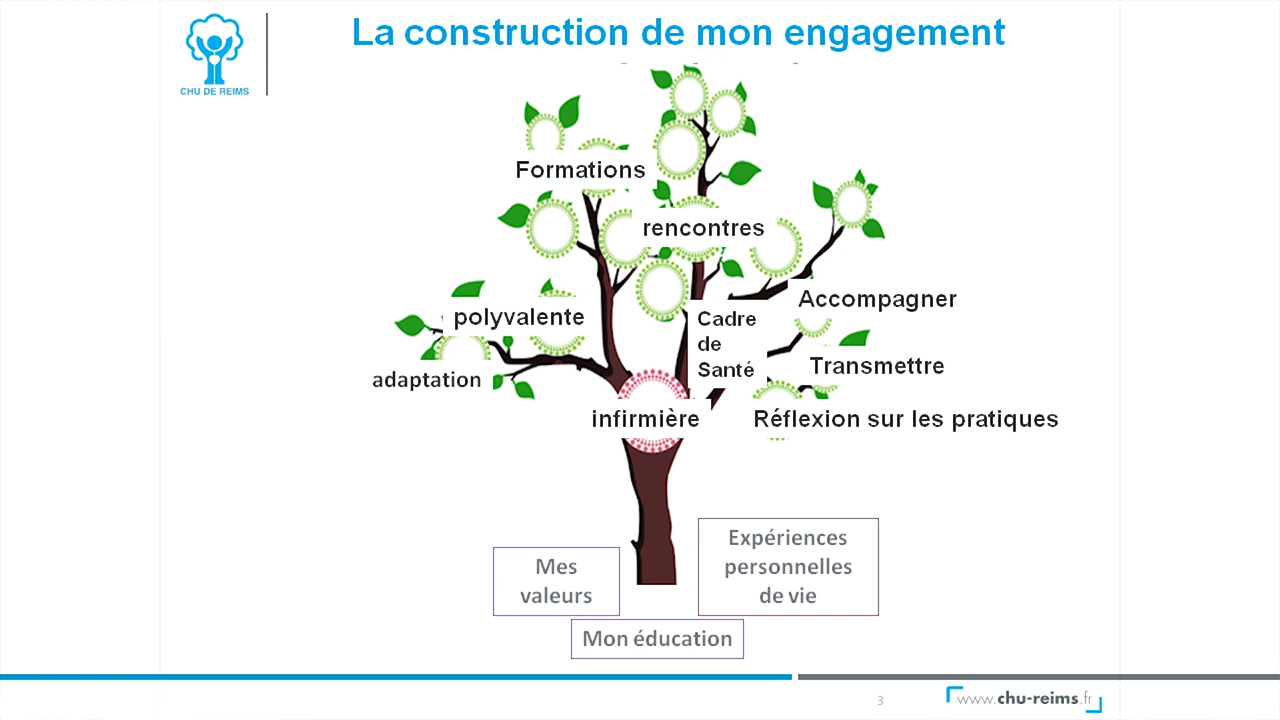 La construction de mon engagement
CHU DE REIMS
Formations
rencontres
Accompagner
polyvalente
Cadre
de
Santé
Transmettre
adaptation
infirmière
Réflexion sur les pratiques
Mes
valeurs
Expériences
personnelles
de vie
Mon éducation
3
www.chu-reims.fr